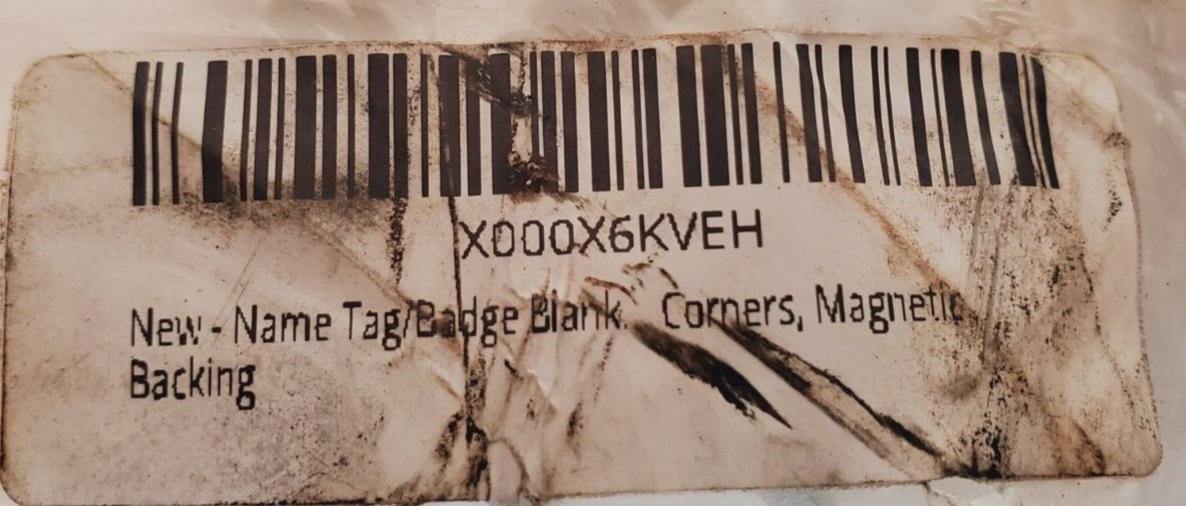 X000X6KVEH
New - Name Tag/Badge Blank. Corners, Magnetic
Backing